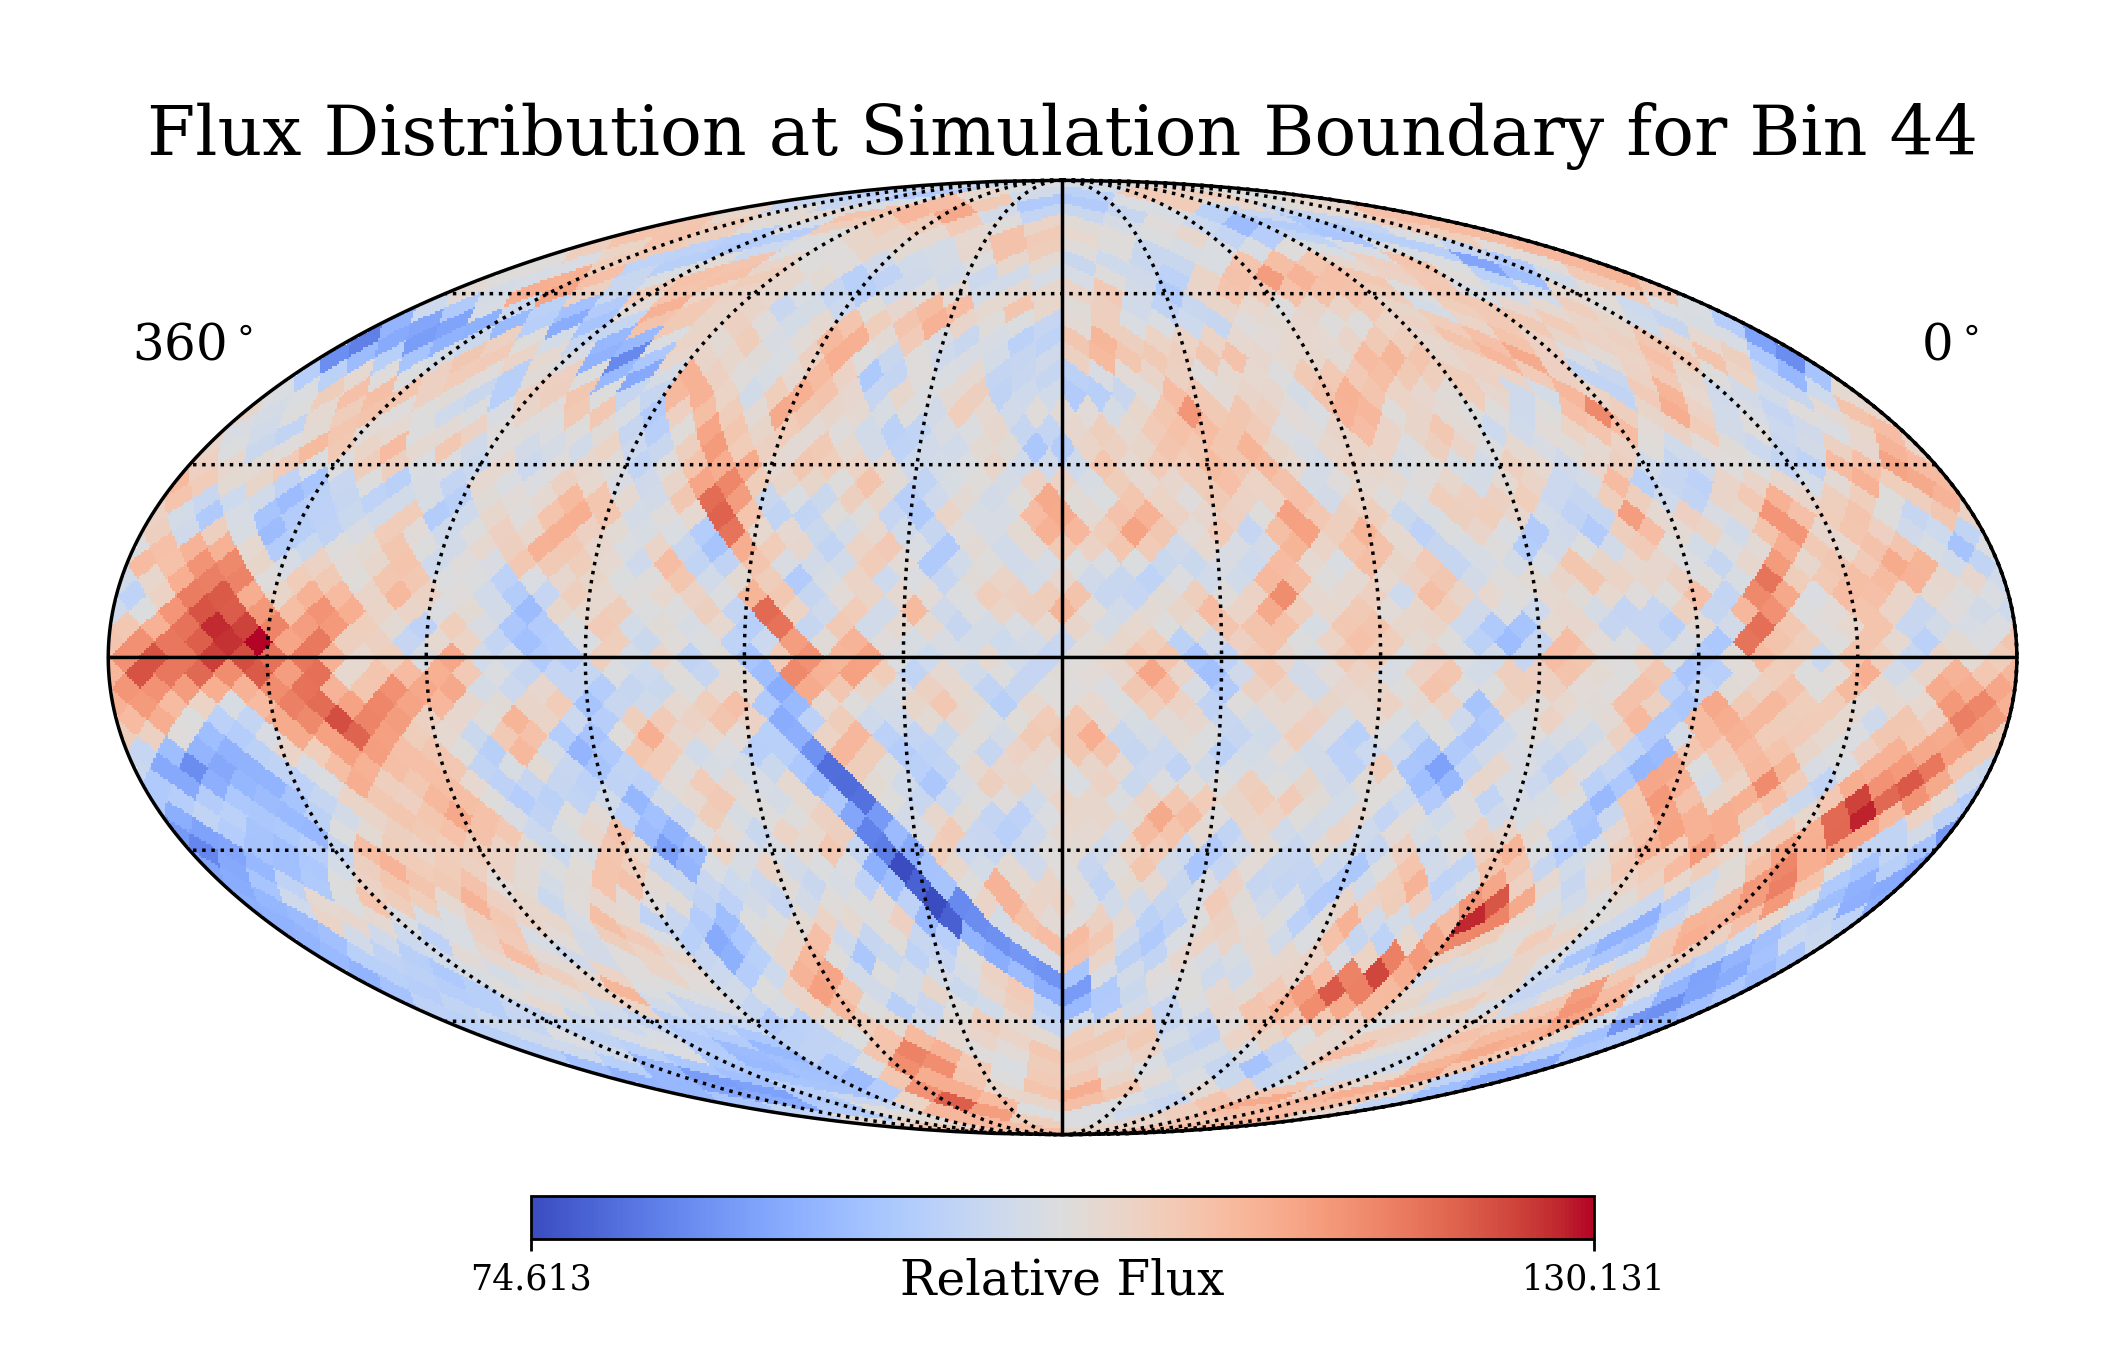 Flux Distribution at Simulation Boundary for Bin 44
360° 0°
74.613 Relative Flux 130.131